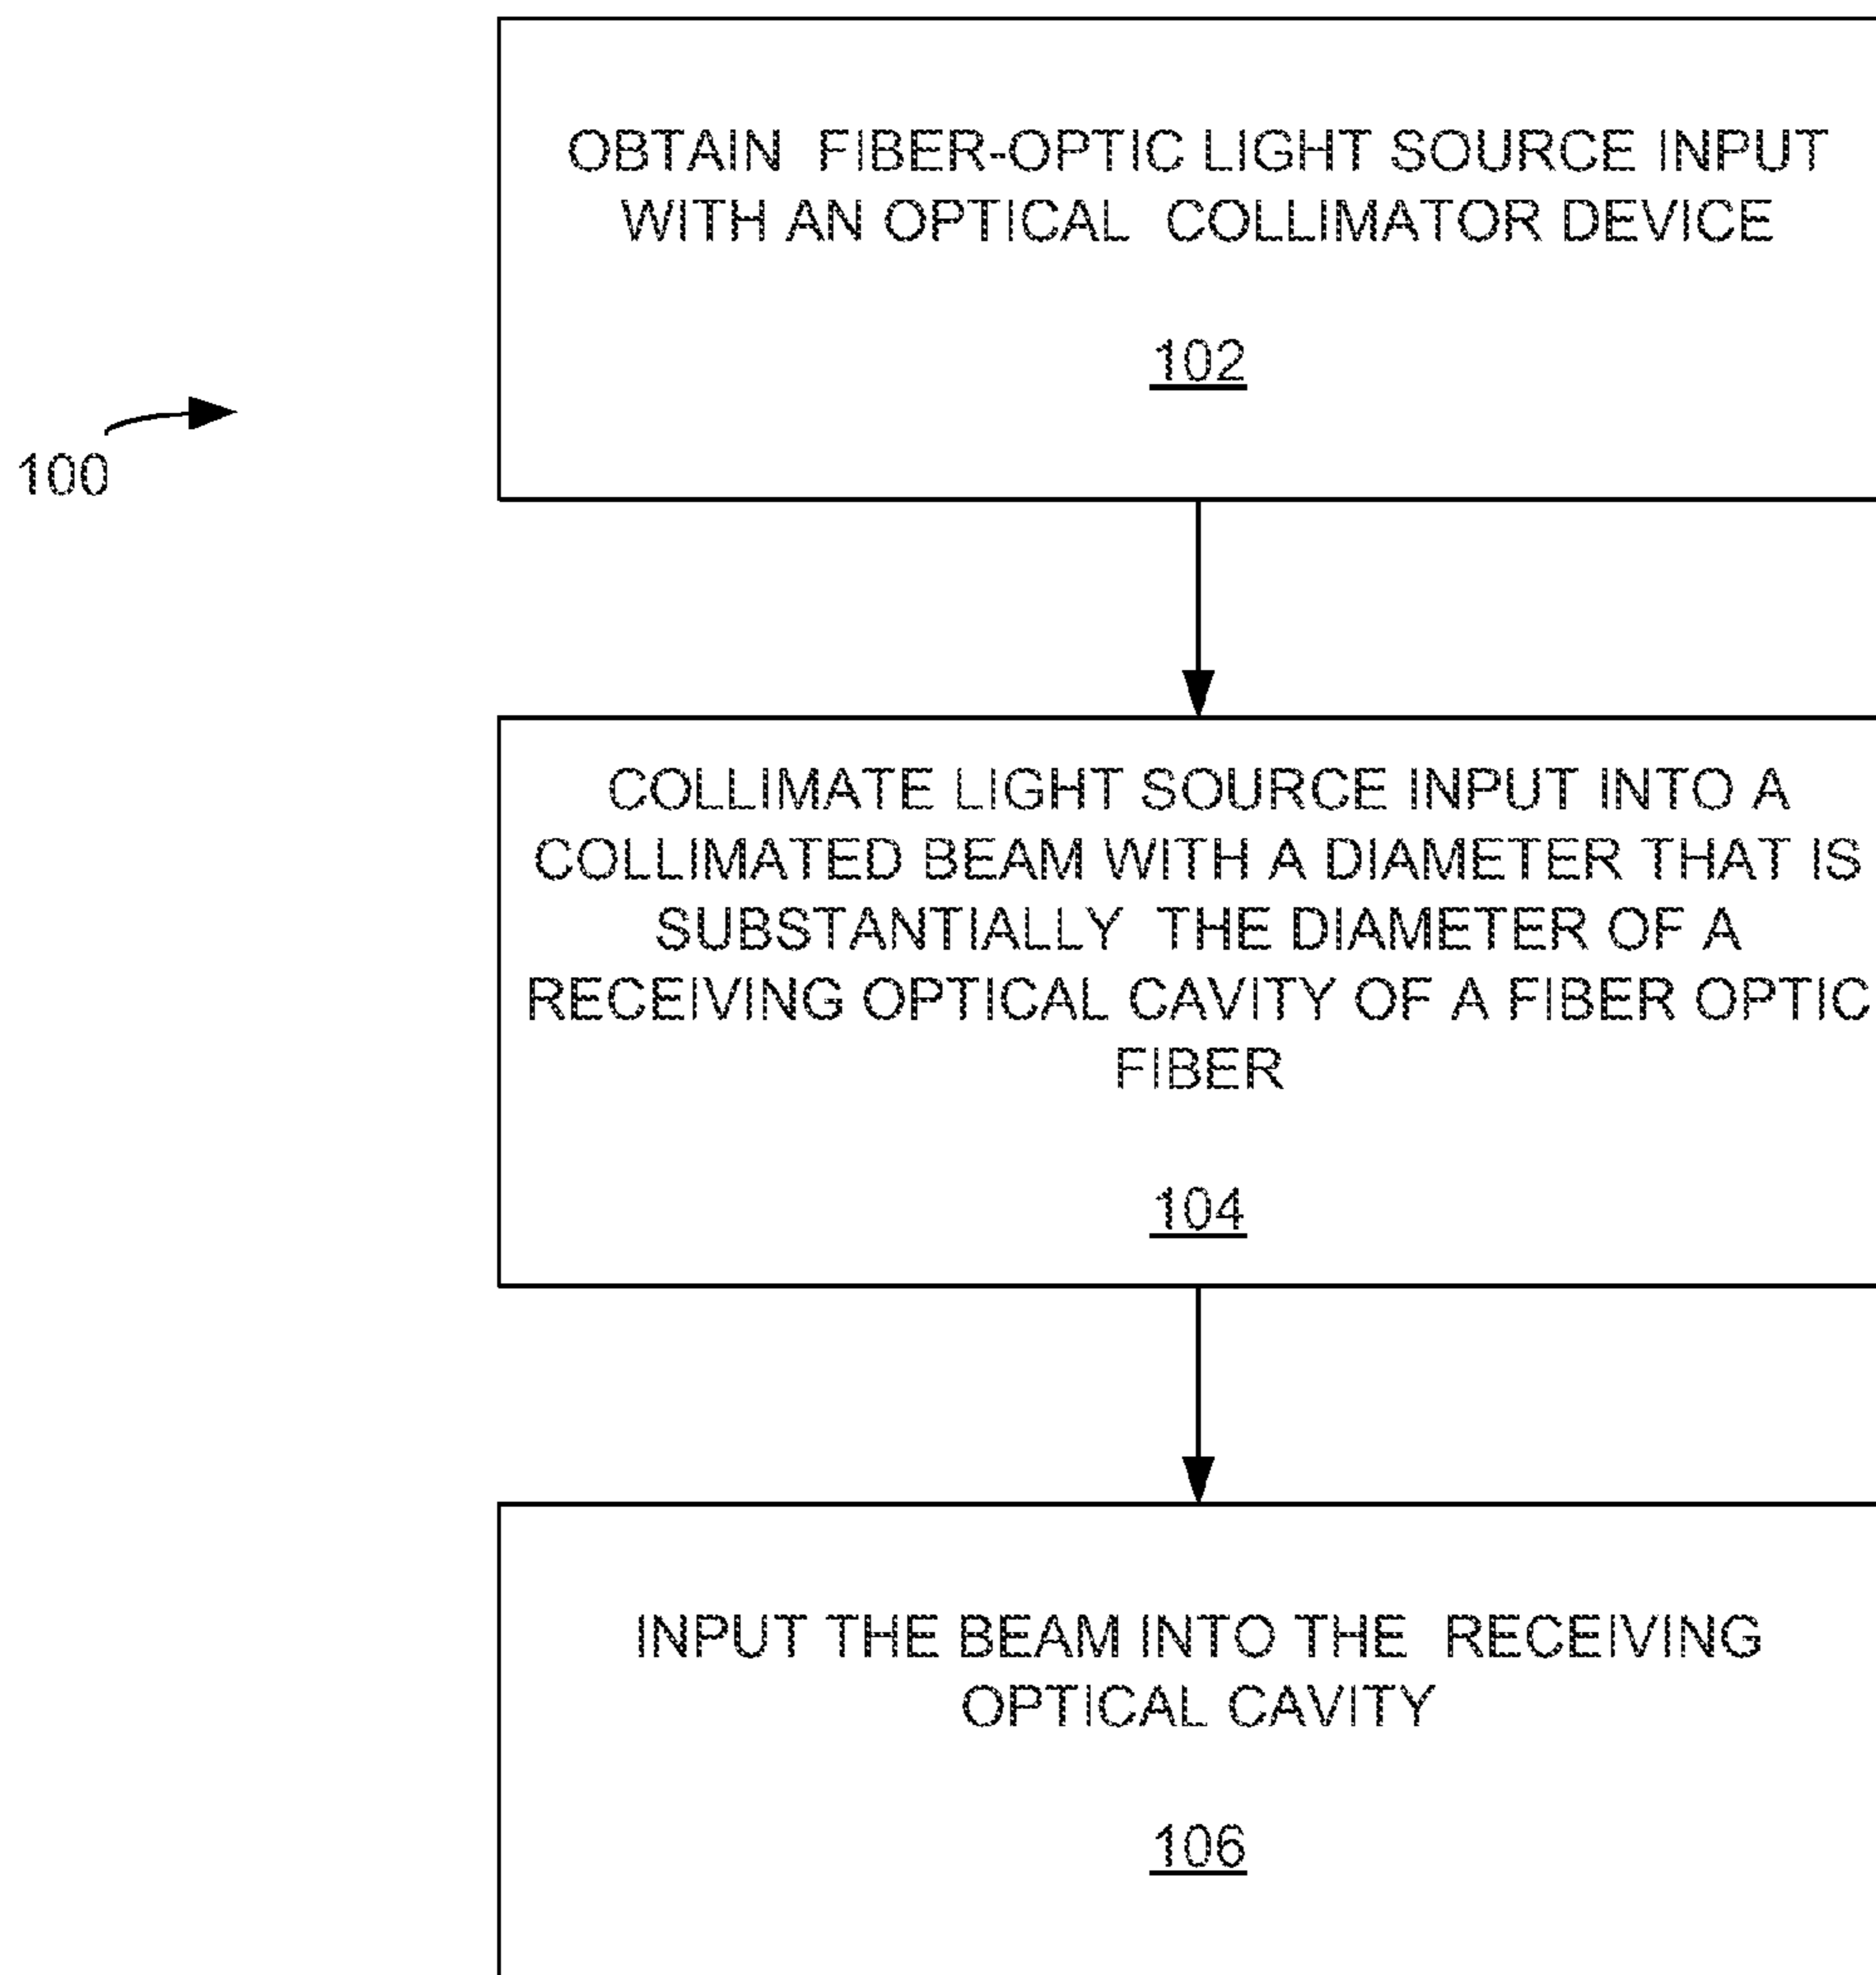 OBTAIN FIBER-OPTIC LIGHT SOURCE INPUT
WITH AN OPTICAL COLLIMATOR DEVICE
102
100
COLLIMATE LIGHT SOURCE INPUT INTO A
COLLIMATED BEAM WITH A DIAMETER THAT IS
SUBSTANTIALLY THE DIAMETER OF A
RECEIVING OPTICAL CAVITY OF A FIBER OPTIC
FIBER
104
INPUT THE BEAM INTO THE RECEIVING
OPTICAL CAVITY
106